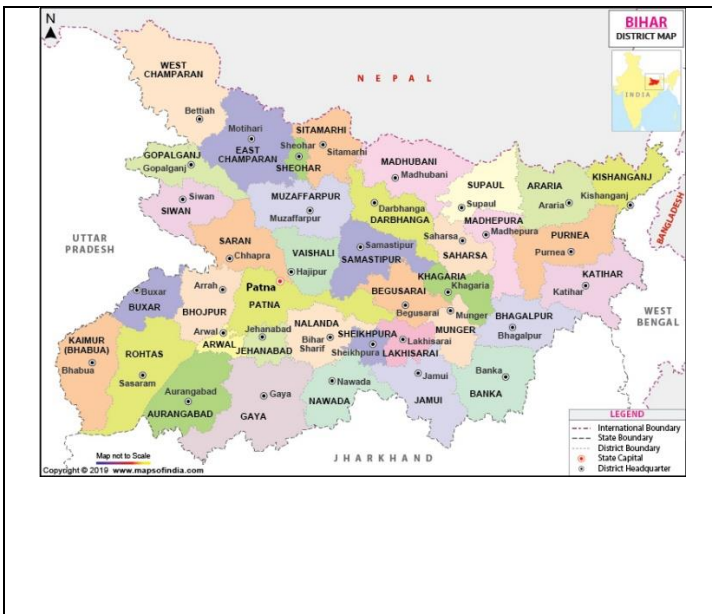 N
BIHAR
DISTRICT MAP
INDIA
NEPAL
WEST
CHAMPARAN
Bettiah
Motihari
EAST
CHAMPARAN
SITAMARHI
Sheohar
Sitamarhi
SHEOHAR
GOPALGANJ
Gopalganj
MADHUBANI
Madhubani
SUPAUL
Supaul
ARARIA
Araria
KISHANGANJ
Kishanganj
SIWAN
Siwan
MUZAFFARPUR
Muzaffarpur
Darbhanga
DARBHANGA
MADHEPURA
Madhepura
BANGLADESH
UTTAR
PRADESH
SARAN
Chhapra
VAISHALI
Hajipur
Samastipur
SAMASTIPUR
Saharsa
SAHARSA
PURNEA
Purnea
KATIHAR
Katihar
KHAGARIA
Khagaria
Buxar
BUXAR
Arrah
BHOJPUR
Patna
PATNA
BEGUSARAI
Begusarai
Munger
MUNGER
BHAGALPUR
Bhagalpur
WEST
BENGAL
KAIMUR
(BHABUA)
Bhabua
ROHTAS
Sasaram
Arwal
ARWAL
Jehanabad
JEHANABAD
NALANDA
Bihar
Sharif
SHEIKHPURA
Sheikhpura
Lakhisarai
LAKHISARAI
Aurangabad
AURANGABAD
Gaya
GAYA
Nawada
NAWADA
Jamui
JAMUI
Banka
BANKA
LEGEND
International Boundary
State Boundary
District Boundary
State Capital
District Headquarter
JHARKHAND
Map not to Scale
Copyright © 2019 www.mapsofindia.com